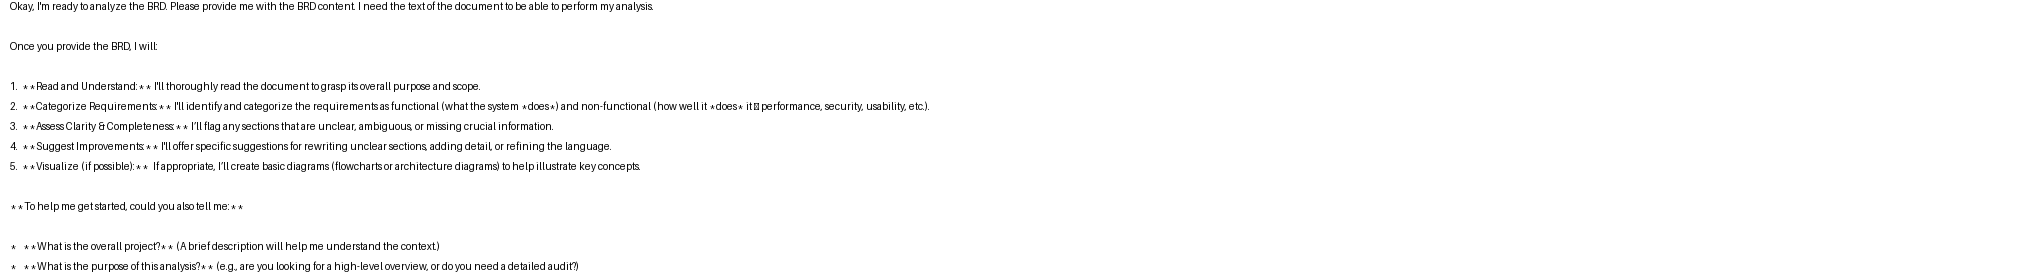 Okay, I'm ready to analyze the BRD. Please provide me with the BRD content. I need the text of the document to be able to perform my analysis.
Once you provide the BRD, I will:
1. **Read and Understand:** I'll thoroughly read the document to grasp its overall purpose and scope.
2. **Categorize Requirements:** I'll identify and categorize the requirements as functional (what the system *does*) and non-functional (how well it *does* it performance, security, usability, etc.).
3. **Assess Clarity & Completeness:** I’ll flag any sections that are unclear, ambiguous, or missing crucial information.
4. **Suggest Improvements:** I'll offer specific suggestions for rewriting unclear sections, adding detail, or refining the language.
5. **Visualize (if possible):** If appropriate, I’ll create basic diagrams (flowcharts or architecture diagrams) to help illustrate key concepts.
**To help me get started, could you also tell me:**
* **What is the overall project?** (A brief description will help me understand the context.)
* **What is the purpose of this analysis?** (e.g., are you looking for a high-level overview, or do you need a detailed audit?)